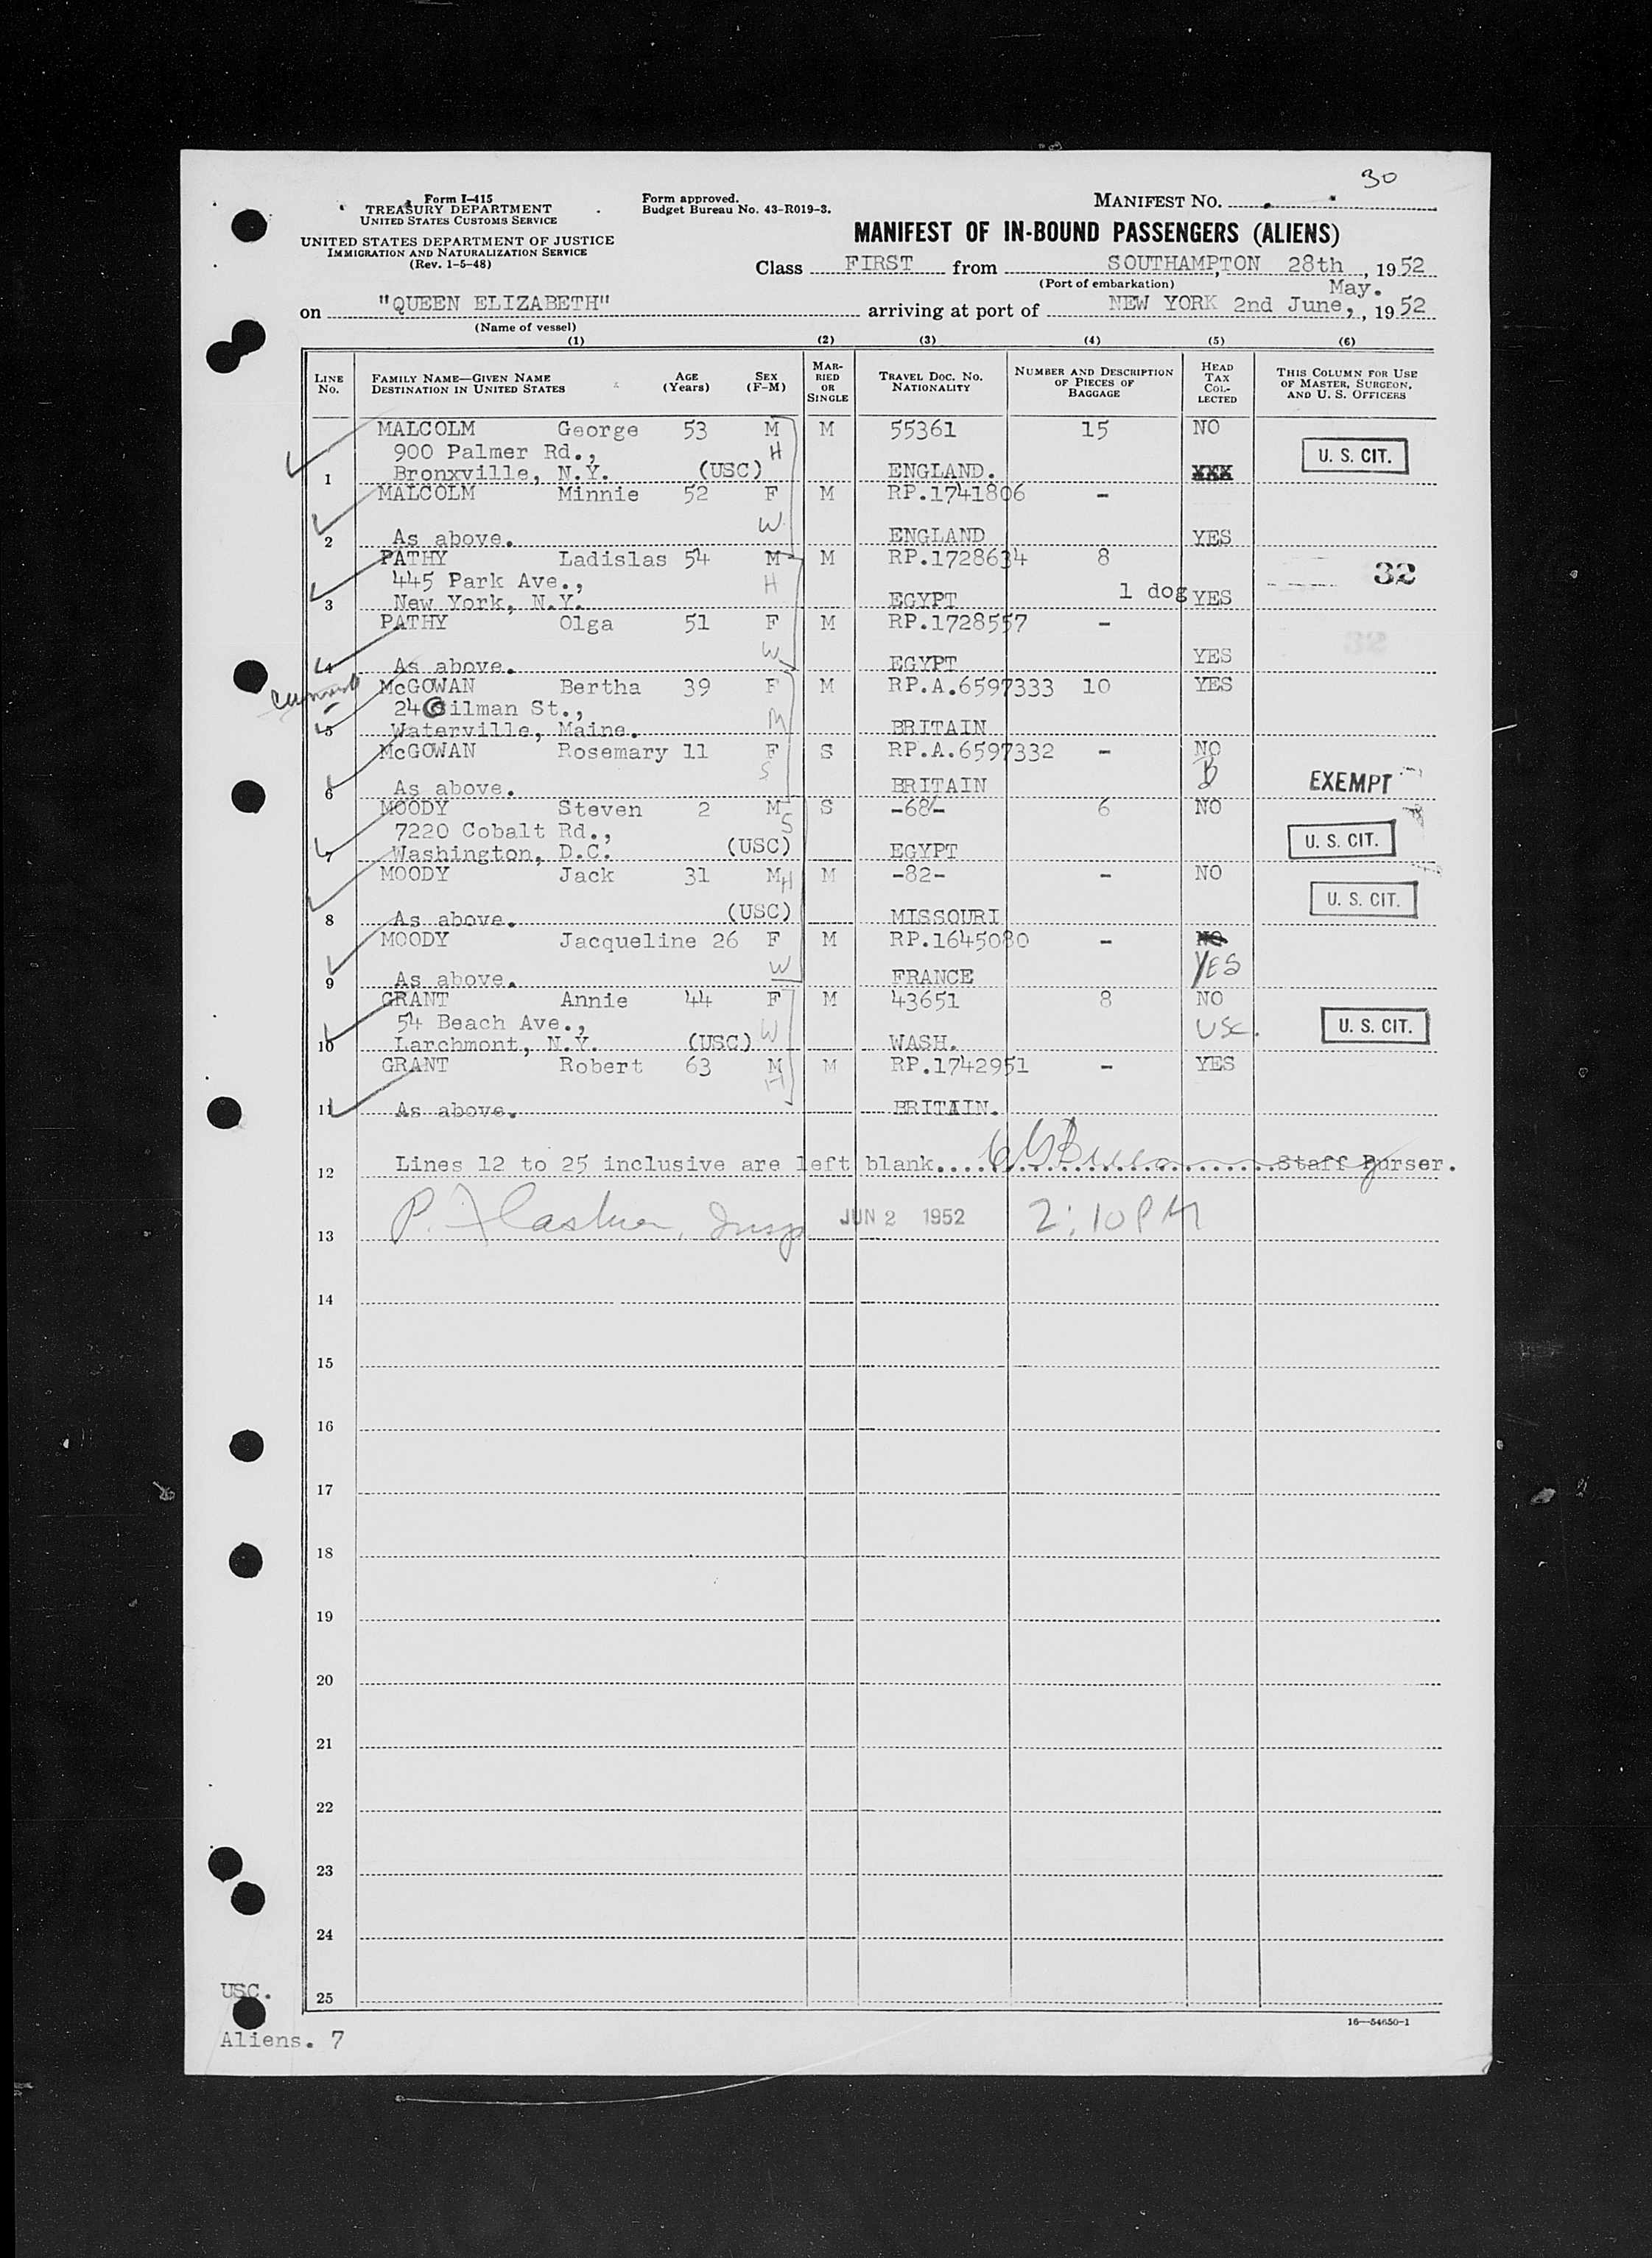 30
Form I-415
TREASURY DEPARTMENT
UNITED STATES CUSTOMS SERVICE
UNITED STATES DEPARTMENT OF JUSTICE
IMMIGRATION AND NATURALIZATION SERVICE
(Rev. 1-5-48)
Form approved.
Budget Bureau No. 43-R019-3.
MANIFEST NO.
MANIFEST OF IN-BOUND PASSENGERS (ALIENS)
Class FIRST from SOUTHAMPTON 28th, 1952
(Port of embarkation) May.
on "QUEEN ELIZABETH" arriving at port of NEW YORK 2nd June, , 1952
(Name of vessel)
(1) (2) (3) (4) (5) (6)
LINE No. FAMILY NAME—GIVEN NAME DESTINATION IN UNITED STATES AGE (Years) SEX (F-M) MARRIED OR SINGLE TRAVEL DOC. NO. NATIONALITY NUMBER AND DESCRIPTION OF PIECES OF BAGGAGE HEAD TAX COLLECTED THIS COLUMN FOR USE OF MASTER, SURGEON, AND U. S. OFFICERS
MALCOLM George 53 M M 55361 15 NO
900 Palmer Rd., H U. S. CIT.
1 Bronxville, N.Y. (USC) ENGLAND. XXX
MALCOLM Minnie 52 F M RP.1741806 -
W
2 As above. ENGLAND YES
PATHY Ladislas 54 M M RP.1728634 8
445 Park Ave., H 1 dog 32
3 New York, N.Y. EGYPT YES
PATHY Olga 51 F M RP.1728557 -
W
4 As above. EGYPT YES
McGOWAN Bertha 39 F M RP.A.6597333 10 YES
24 Gilman St., M
5 Waterville, Maine. BRITAIN
McGOWAN Rosemary 11 F S RP.A.6597332 - NO
S B EXEMPT
6 As above. BRITAIN
MOODY Steven 2 M S -68- 6 NO
7220 Cobalt Rd., S
7 Washington, D.C. (USC) EGYPT U. S. CIT.
MOODY Jack 31 M H M -82- - NO
U. S. CIT.
8 As above. (USC) MISSOURI
MOODY Jacqueline 26 F M RP.1645080 - NO
W YES
9 As above. FRANCE
GRANT Annie 44 F M 43651 8 NO
54 Beach Ave., W USC. U. S. CIT.
10 Larchmont, N.Y. (USC) WASH.
GRANT Robert 63 M M RP.1742951 - YES
H
11 As above. BRITAIN.
12 Lines 12 to 25 inclusive are left blank. Staff Purser.
13 P. JUN 2 1952 2:10 PM
14
15
16
17
18
19
20
21
22
23
24
25
USC.
16—54650-1
Aliens. 7